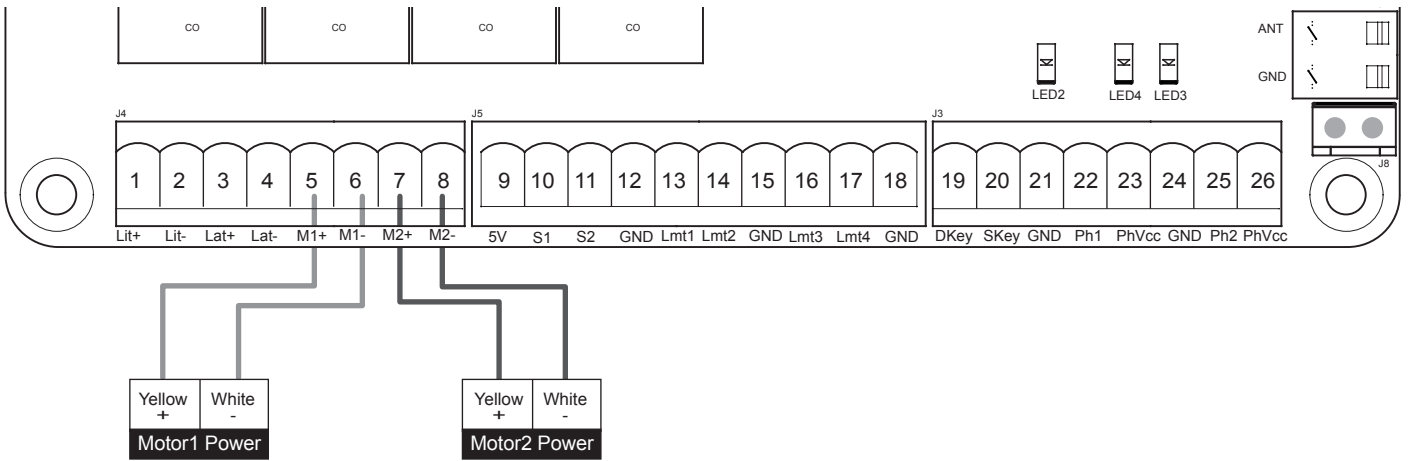 CO CO CO CO
ANT
GND
LED2 LED4 LED3
J4 J5 J3
J8
1 2 3 4 5 6 7 8 9 10 11 12 13 14 15 16 17 18 19 20 21 22 23 24 25 26
Lit+ Lit- Lat+ Lat- M1+ M1- M2+ M2- 5V S1 S2 GND Lmt1 Lmt2 GND Lmt3 Lmt4 GND DKey SKey GND Ph1 PhVcc GND Ph2 PhVcc
Yellow White Yellow White
+ - + -
Motor1 Power Motor2 Power